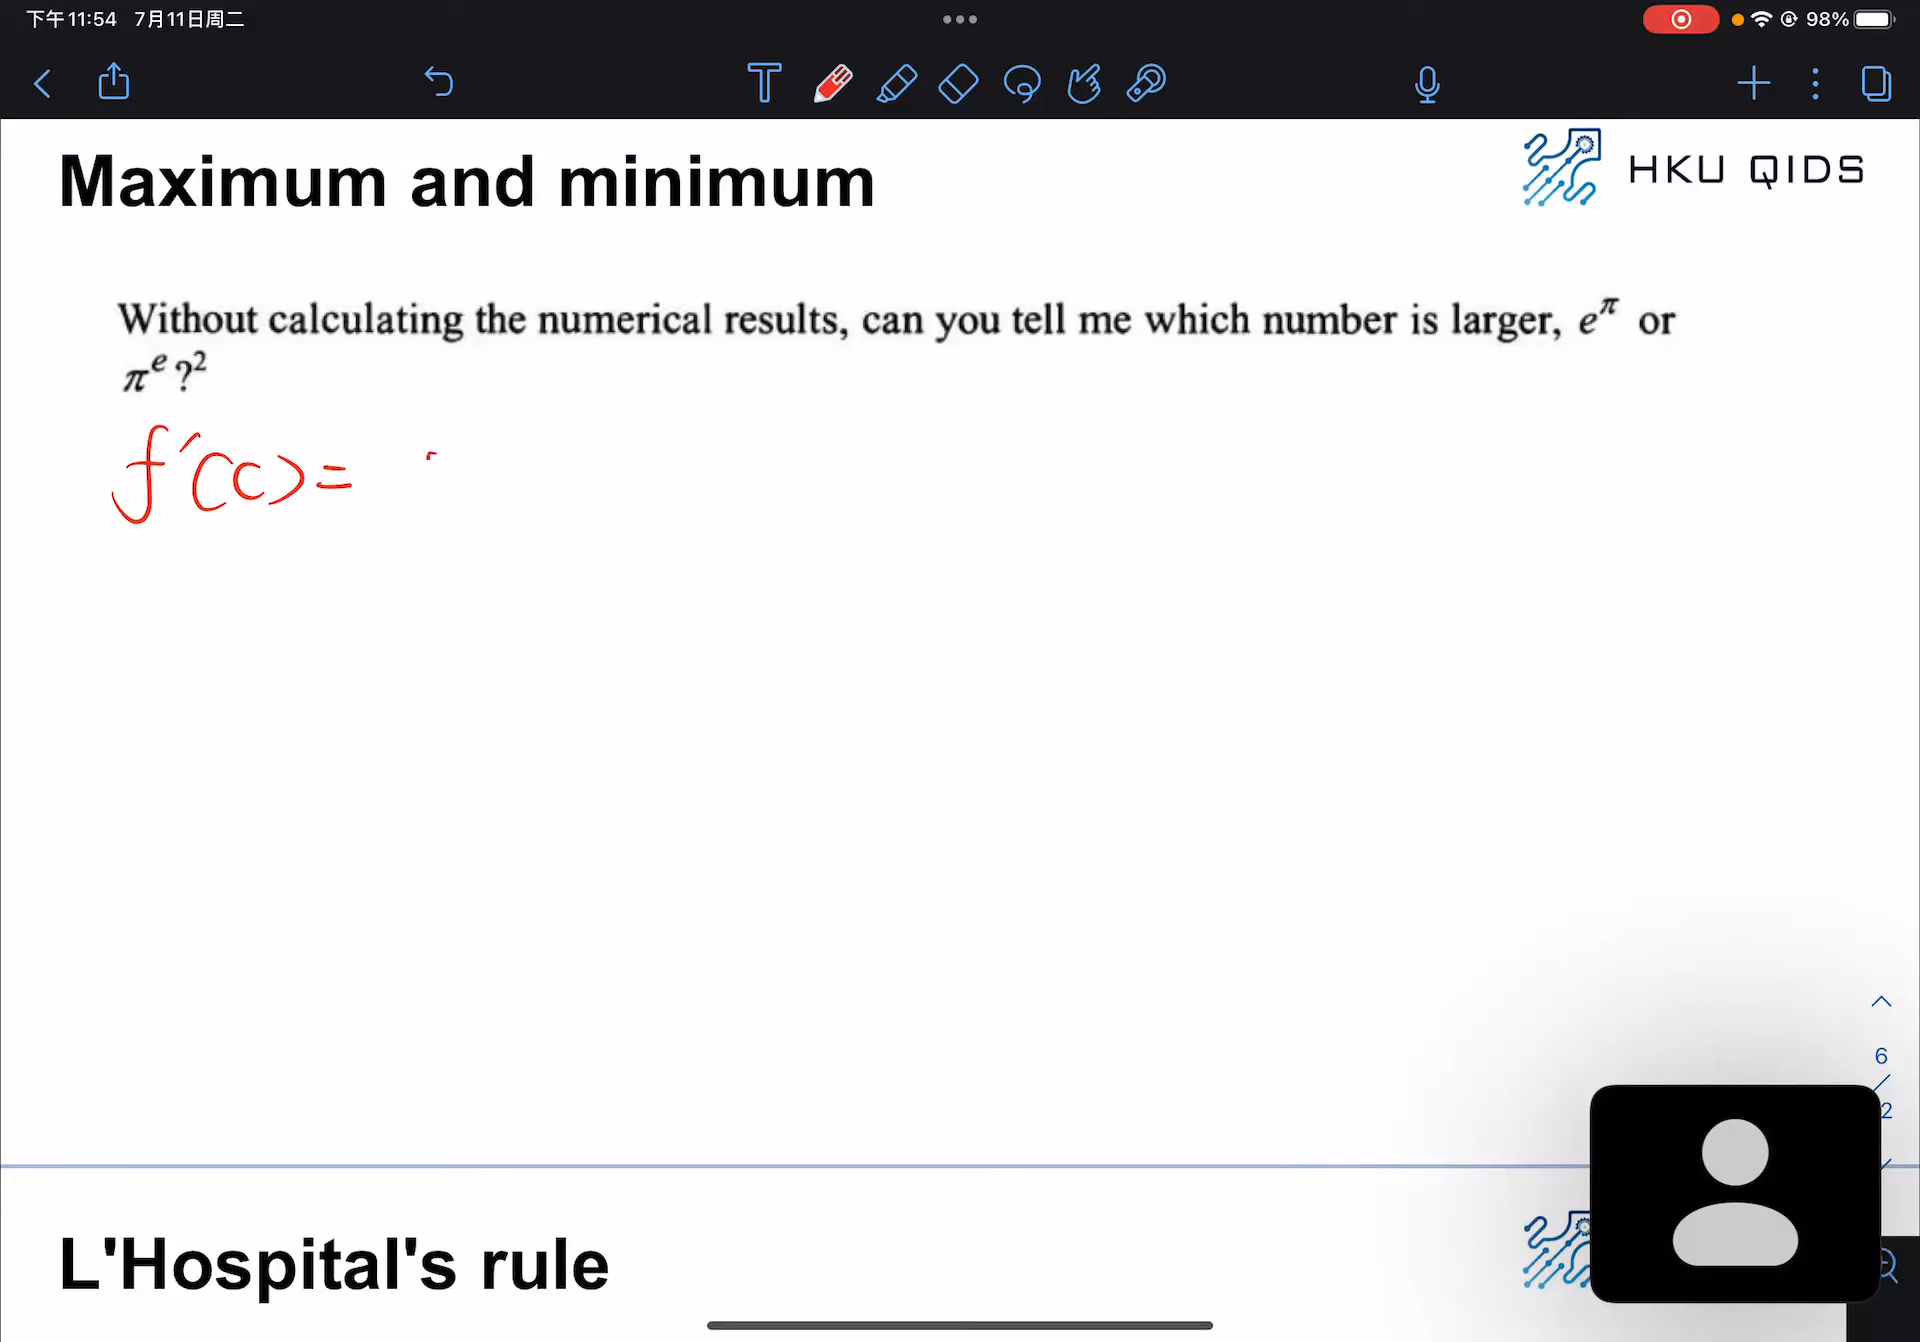 下午11:54 7月11日周二
98%
Maximum and minimum
HKU QIDS
Without calculating the numerical results, can you tell me which number is larger, e^π or
π^e ?²
f'(c)=
6
2
L'Hospital's rule